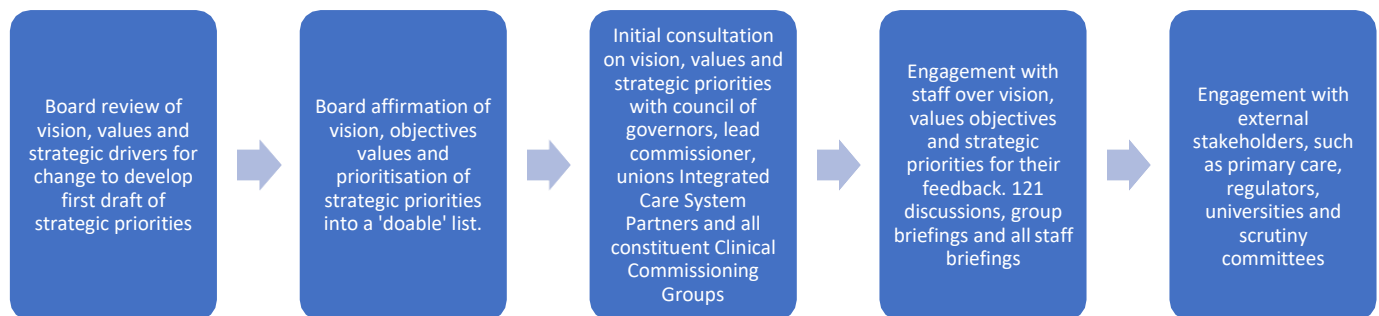 Board review of
vision, values and
strategic drivers for
change to develop
first draft of
strategic priorities
Board affirmation of
vision, objectives
values and
prioritisation of
strategic priorities
into a 'doable' list.
Initial consultation
on vision, values and
strategic priorities
with council of
governors, lead
commissioner,
unions Integrated
Care System
Partners and all
constituent Clinical
Commissioning
Groups
Engagement with
staff over vision,
values objectives
and strategic
priorities for their
feedback. 121
discussions, group
briefings and all staff
briefings
Engagement with
external
stakeholders, such
as primary care,
regulators,
universities and
scrutiny
committees